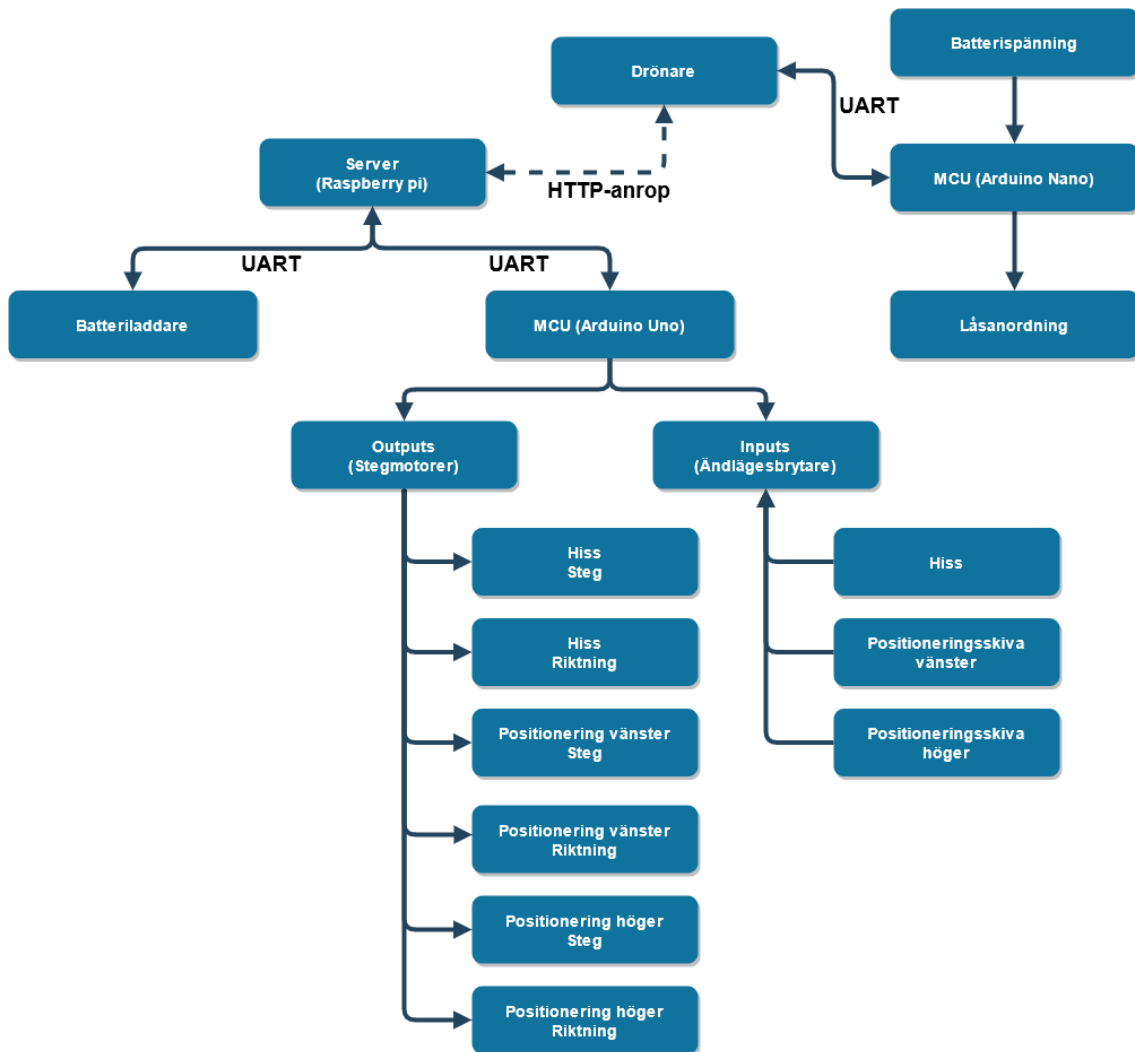 Batterispänning
Drönare
UART
Server
(Raspberry pi)
MCU (Arduino Nano)
HTTP-anrop
UART
UART
Batteriladdare
MCU (Arduino Uno)
Låsanordning
Outputs
(Stegmotorer)
Inputs
(Ändlägesbrytare)
Hiss
Steg
Hiss
Hiss
Riktning
Positioneringsskiva
vänster
Positionering vänster
Steg
Positioneringsskiva
höger
Positionering vänster
Riktning
Positionering höger
Steg
Positionering höger
Riktning